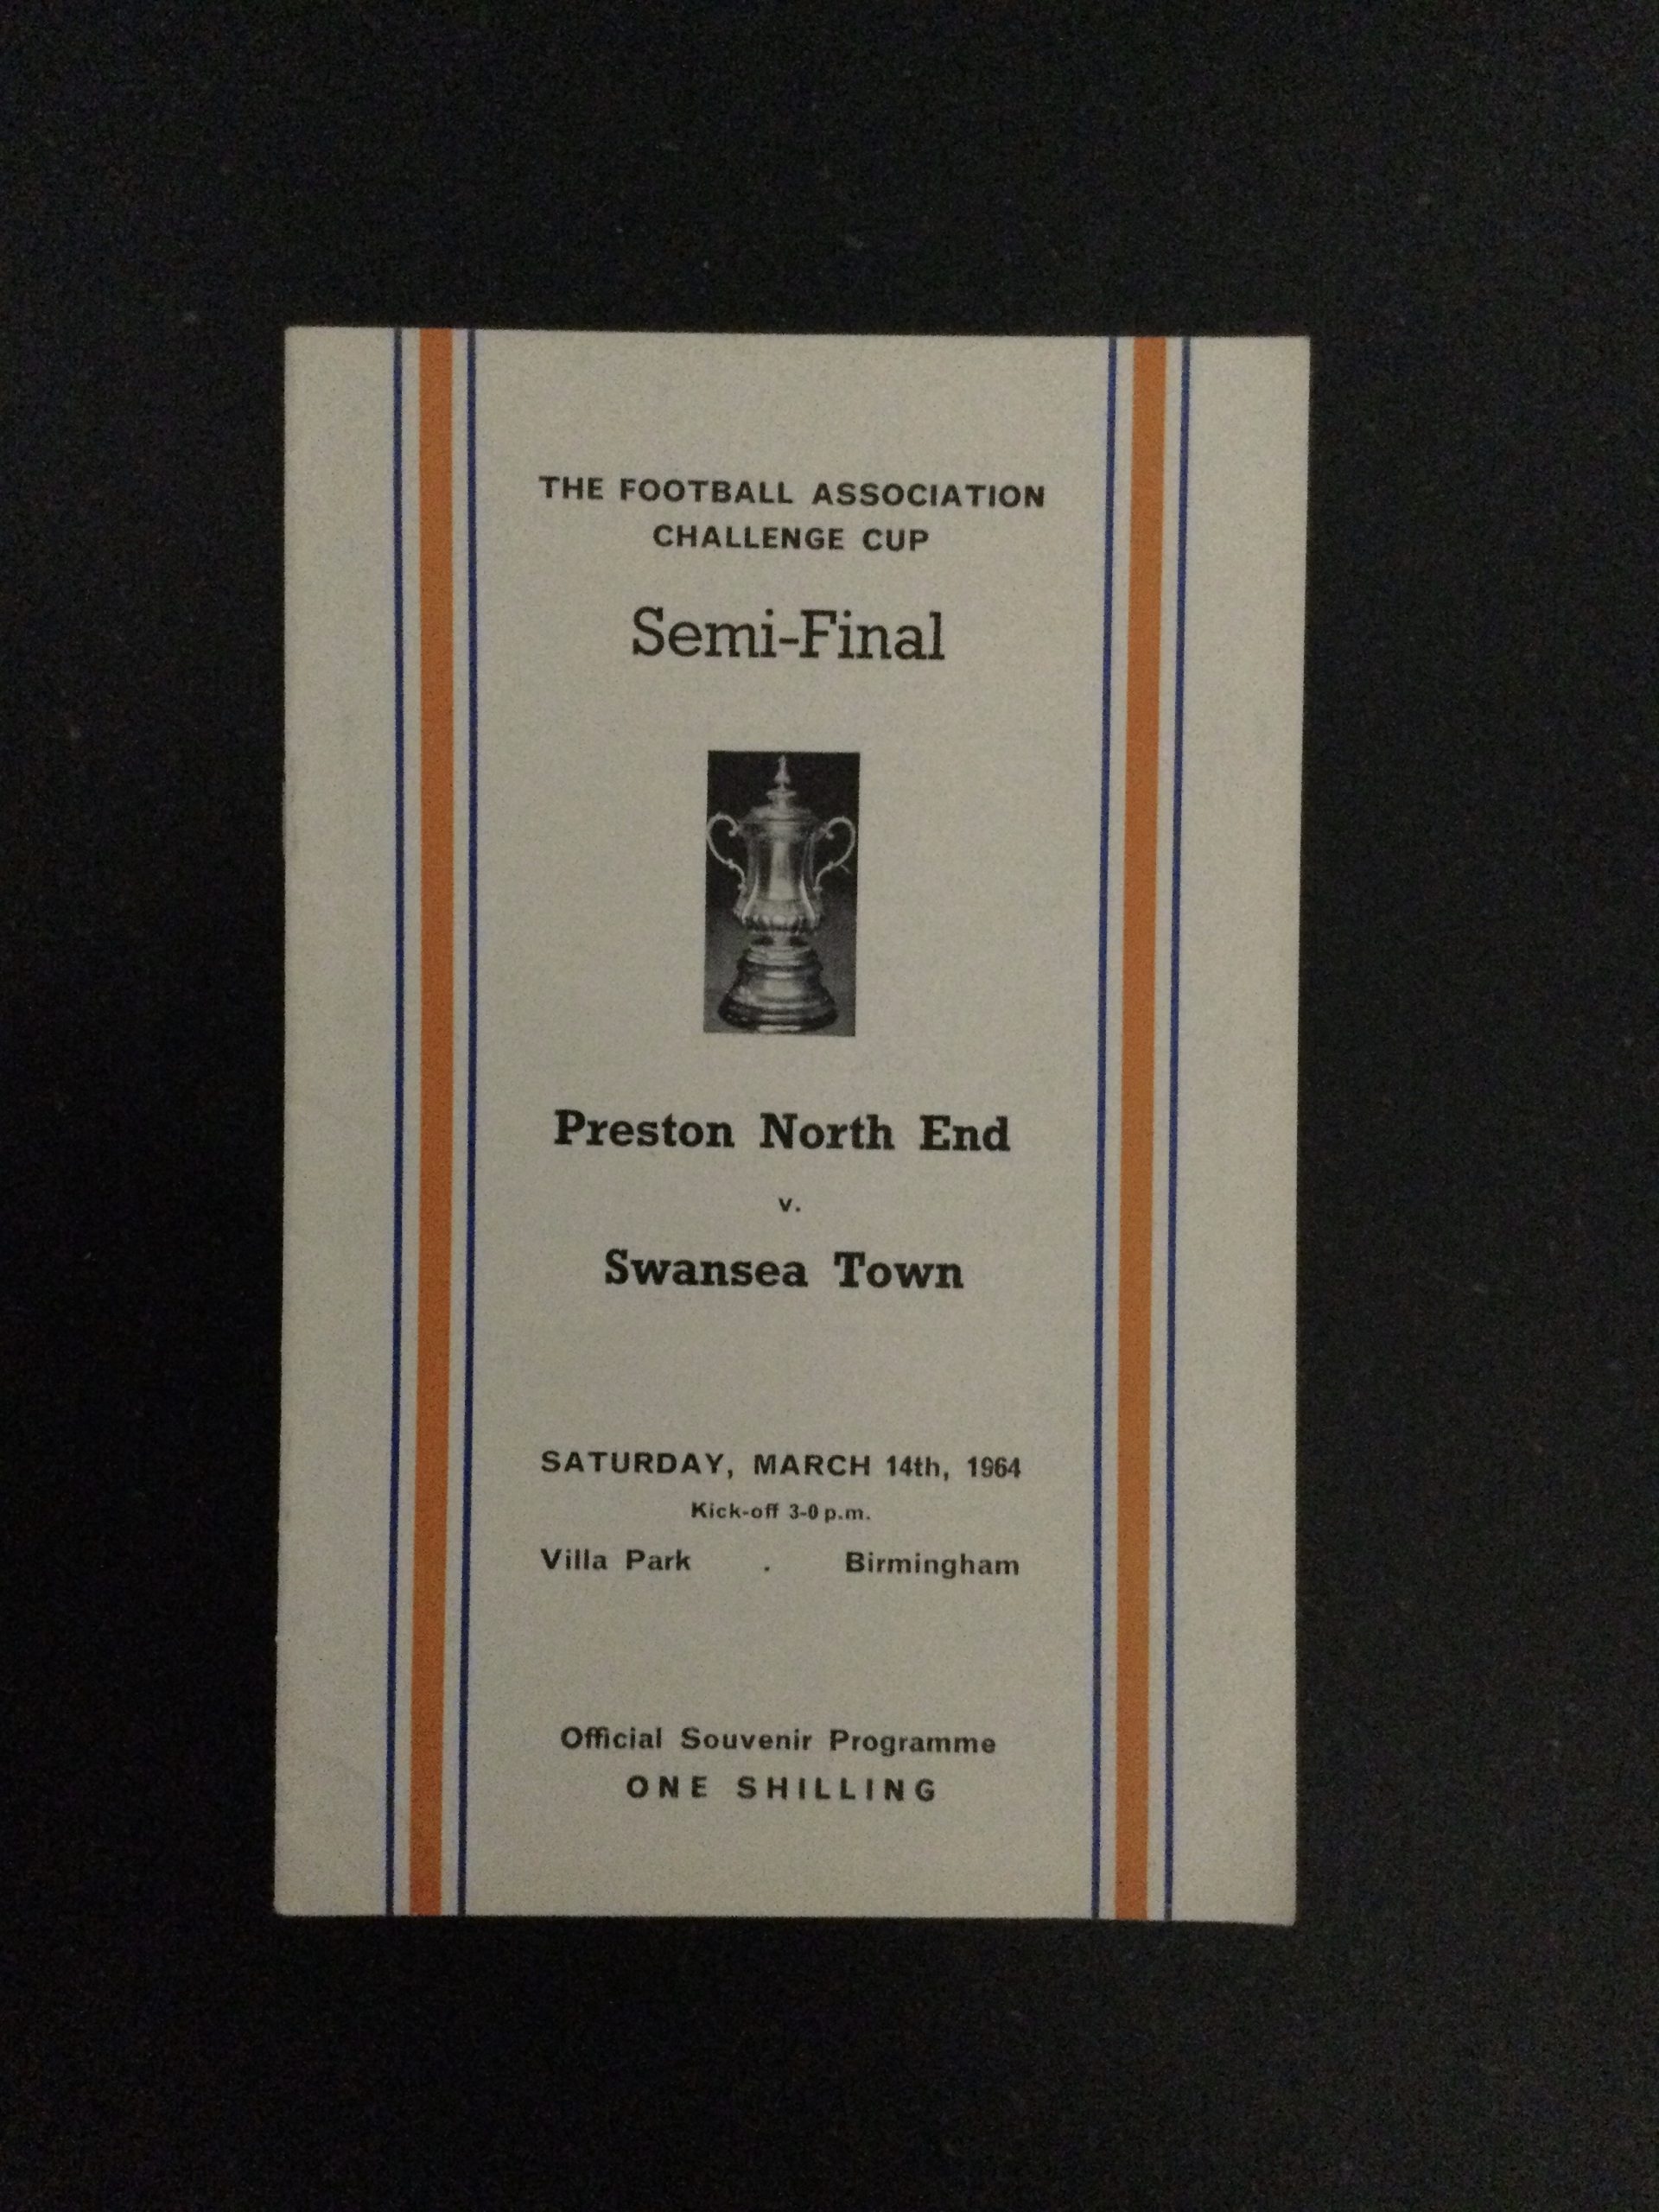 THE FOOTBALL ASSOCIATION
CHALLENGE CUP
Semi-Final
Preston North End
v.
Swansea Town
SATURDAY, MARCH 14th, 1964
Kick-off 3-0 p.m.
Villa Park . Birmingham
Official Souvenir Programme
ONE SHILLING